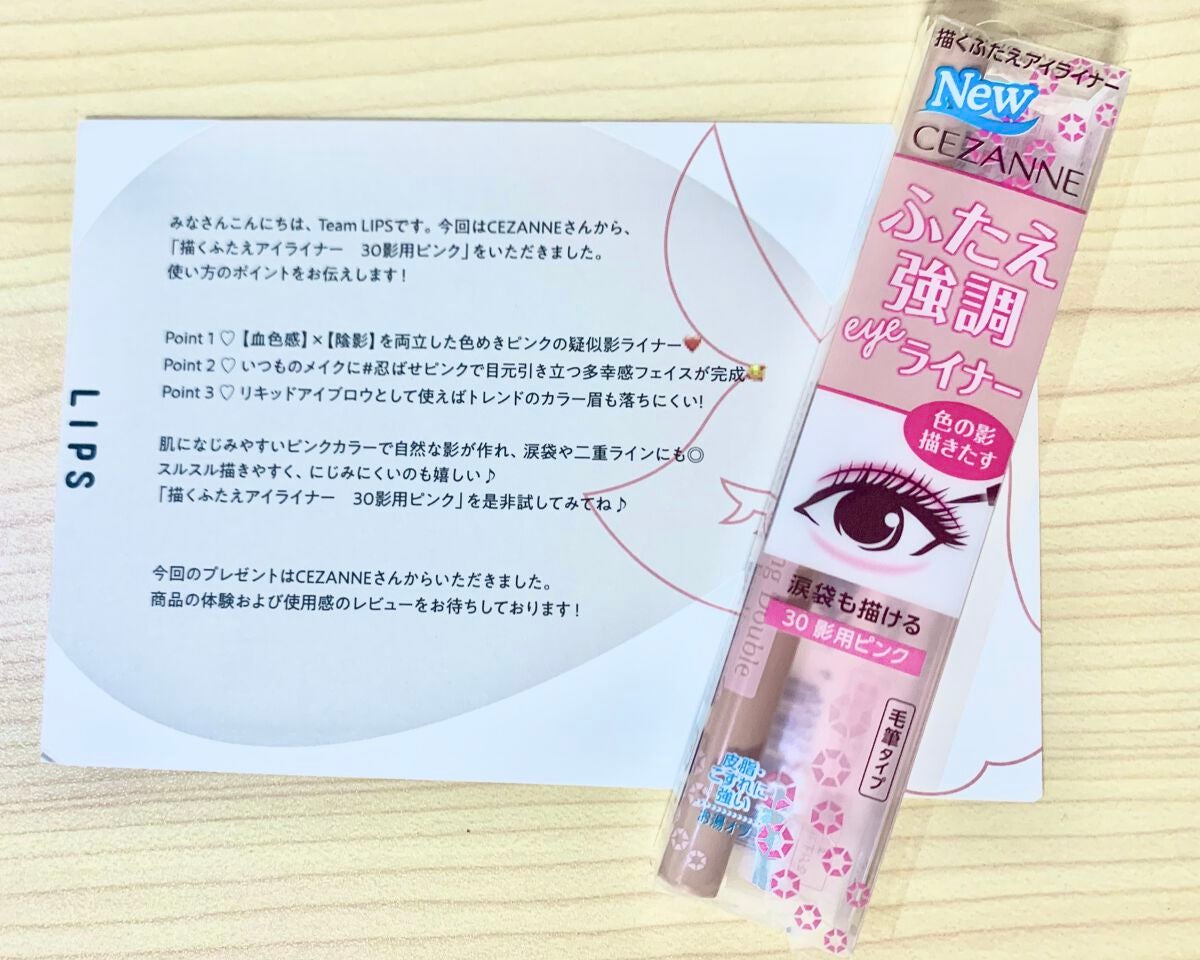 みなさんこんにちは、Team LIPSです。今回はCEZANNEさんから、
「描くふたえアイライナー　30影用ピンク」をいただきました。
使い方のポイントをお伝えします！
Point 1 ♡【血色感】×【陰影】を両立した色めきピンクの疑似影ライナー❤️
Point 2 ♡ いつものメイクに#忍ばせピンクで目元引き立つ多幸感フェイスが完成🥰
Point 3 ♡ リキッドアイブロウとして使えばトレンドのカラー眉も落ちにくい!
肌になじみやすいピンクカラーで自然な影が作れ、涙袋や二重ラインにも◎
スルスル描きやすく、にじみにくいのも嬉しい♪
「描くふたえアイライナー　30影用ピンク」を是非試してみてね♪
今回のプレゼントはCEZANNEさんからいただきました。
商品の体験および使用感のレビューをお待ちしております！
LIPS
描くふたえアイライナー
New
CEZANNE
ふたえ
強調
eyeライナー
色の影
描きたす
涙袋も描ける
30 影用ピンク
毛筆タイプ
ouble
皮脂・
こすれに
強い